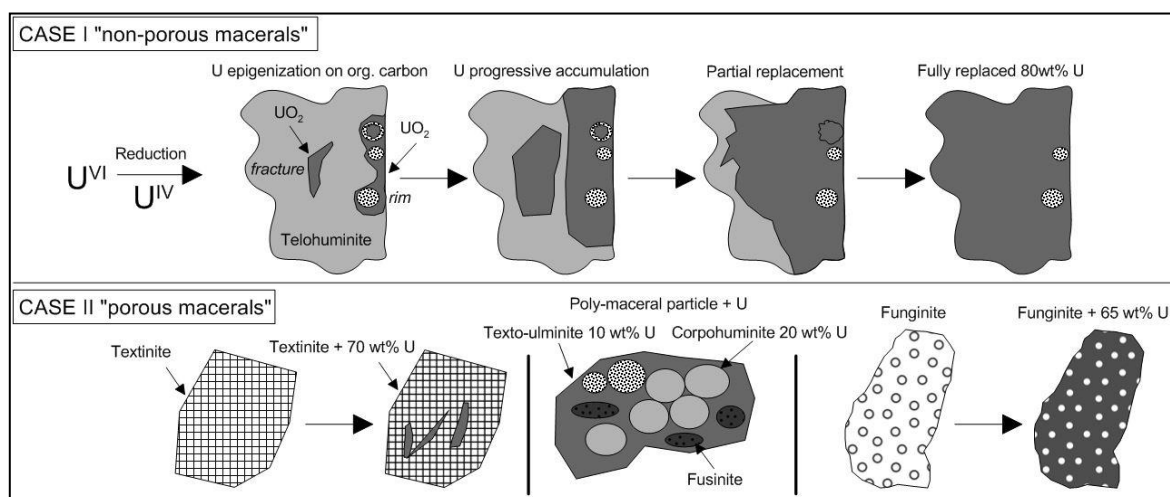 CASE I "non-porous macerals"
U epigenization on org. carbon
U progressive accumulation
Partial replacement
Fully replaced 80wt% U
UO₂
UO₂
Reduction
fracture
Uⱽᴵ
Uᴵⱽ
rim
Telohuminite
CASE II "porous macerals"
Poly-maceral particle + U
Textinite
Textinite + 70 wt% U
Texto-ulminite 10 wt% U
Corpohuminite 20 wt% U
Funginite
Funginite + 65 wt% U
Fusinite